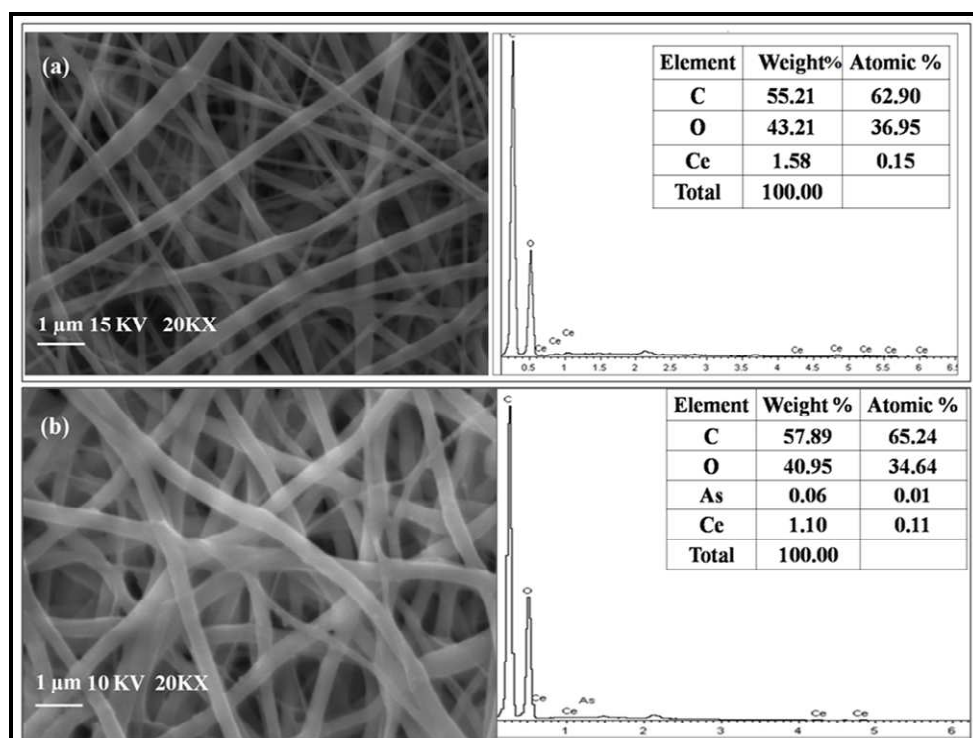 (a)
1 µm 15 KV 20KX
Element Weight% Atomic %
C 55.21 62.90
O 43.21 36.95
Ce 1.58 0.15
Total 100.00
C
O
Ce
Ce
Ce
Ce Ce Ce Ce Ce
0.5 1 1.5 2 2.5 3 3.5 4 4.5 5 5.5 6 6.5
(b)
1 µm 10 KV 20KX
Element Weight % Atomic %
C 57.89 65.24
O 40.95 34.64
As 0.06 0.01
Ce 1.10 0.11
Total 100.00
C
O
Ce
Ce As
Ce Ce
1 2 3 4 5 6